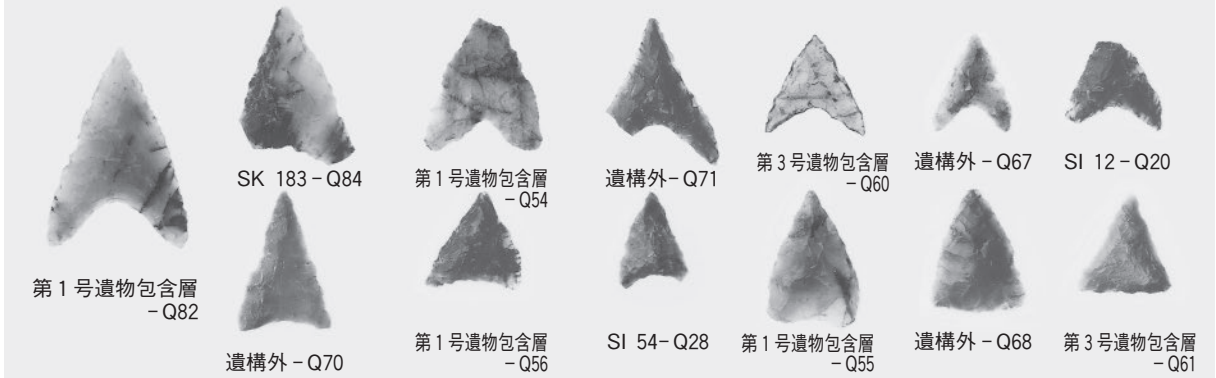 SK 183－Q84
第１号遺物包含層
－Q54
遺構外－Q71
第３号遺物包含層
－Q60
遺構外－Q67
SI 12－Q20
第１号遺物包含層
－Q82
遺構外－Q70
第１号遺物包含層
－Q56
SI 54－Q28
第１号遺物包含層
－Q55
遺構外－Q68
第３号遺物包含層
－Q61